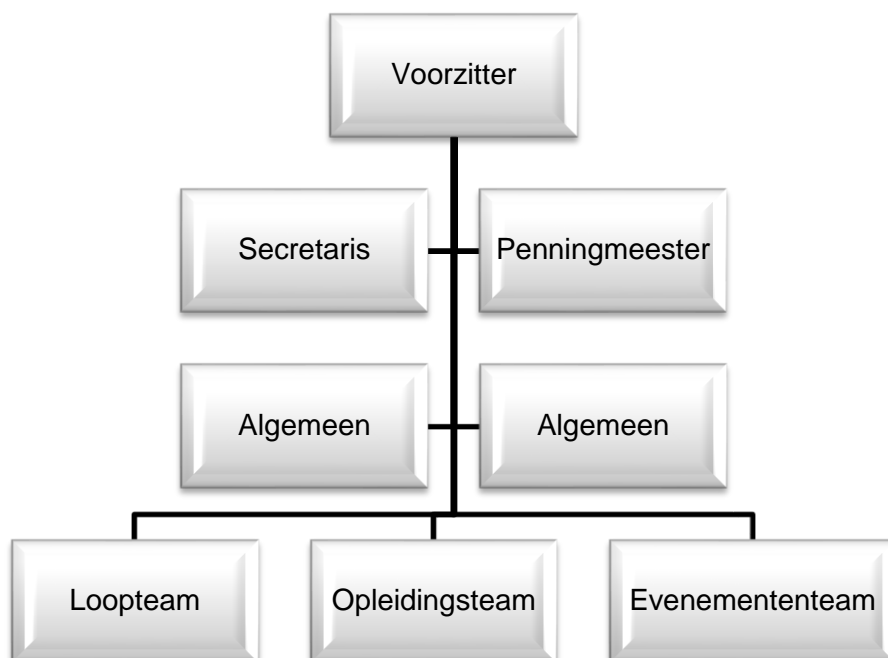 Voorzitter
Secretaris
Penningmeester
Algemeen
Algemeen
Loopteam
Opleidingsteam
Evenemententeam